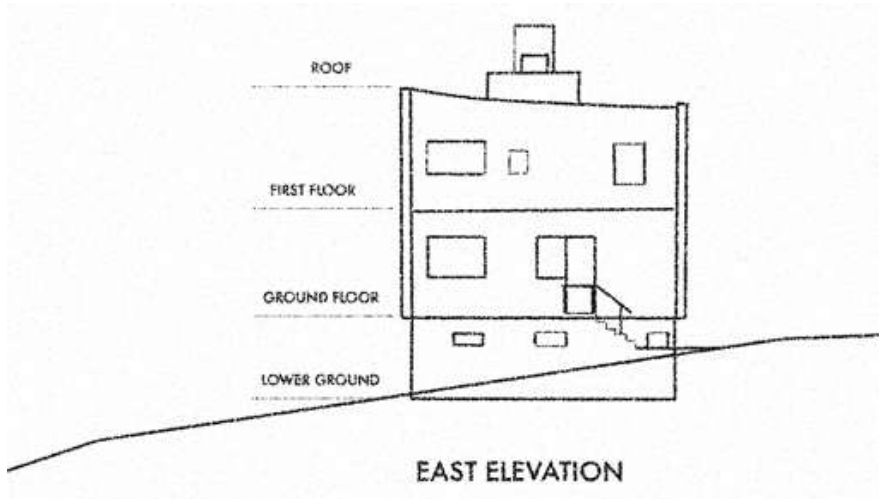 ROOF
FIRST FLOOR
GROUND FLOOR
LOWER GROUND
EAST ELEVATION